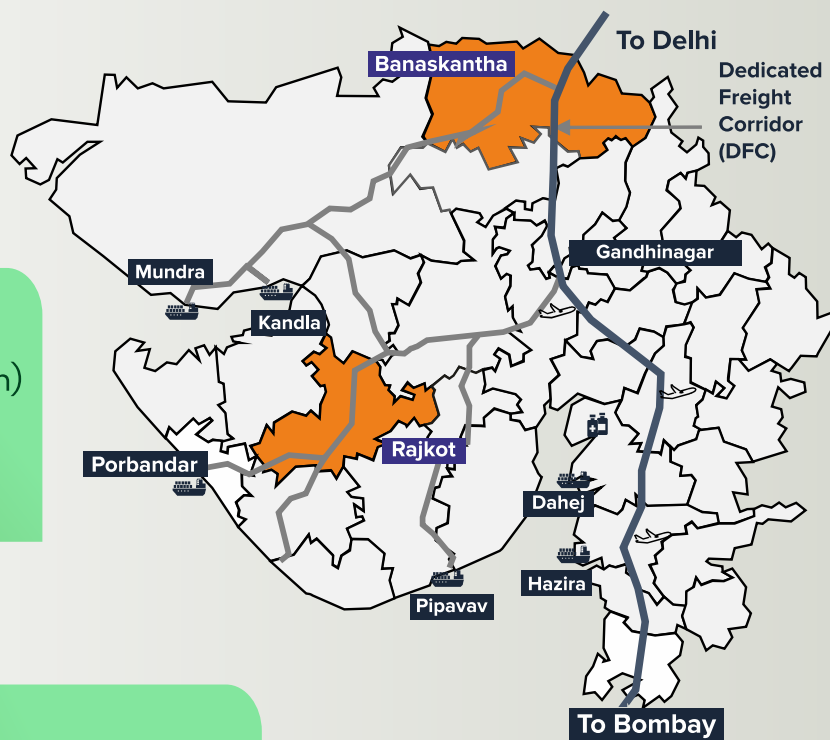 To Delhi
Banaskantha
Dedicated
Freight
Corridor
(DFC)
Gandhinagar
Mundra
Kandla
n)
Rajkot
Porbandar
Dahej
Hazira
Pipavav
To Bombay